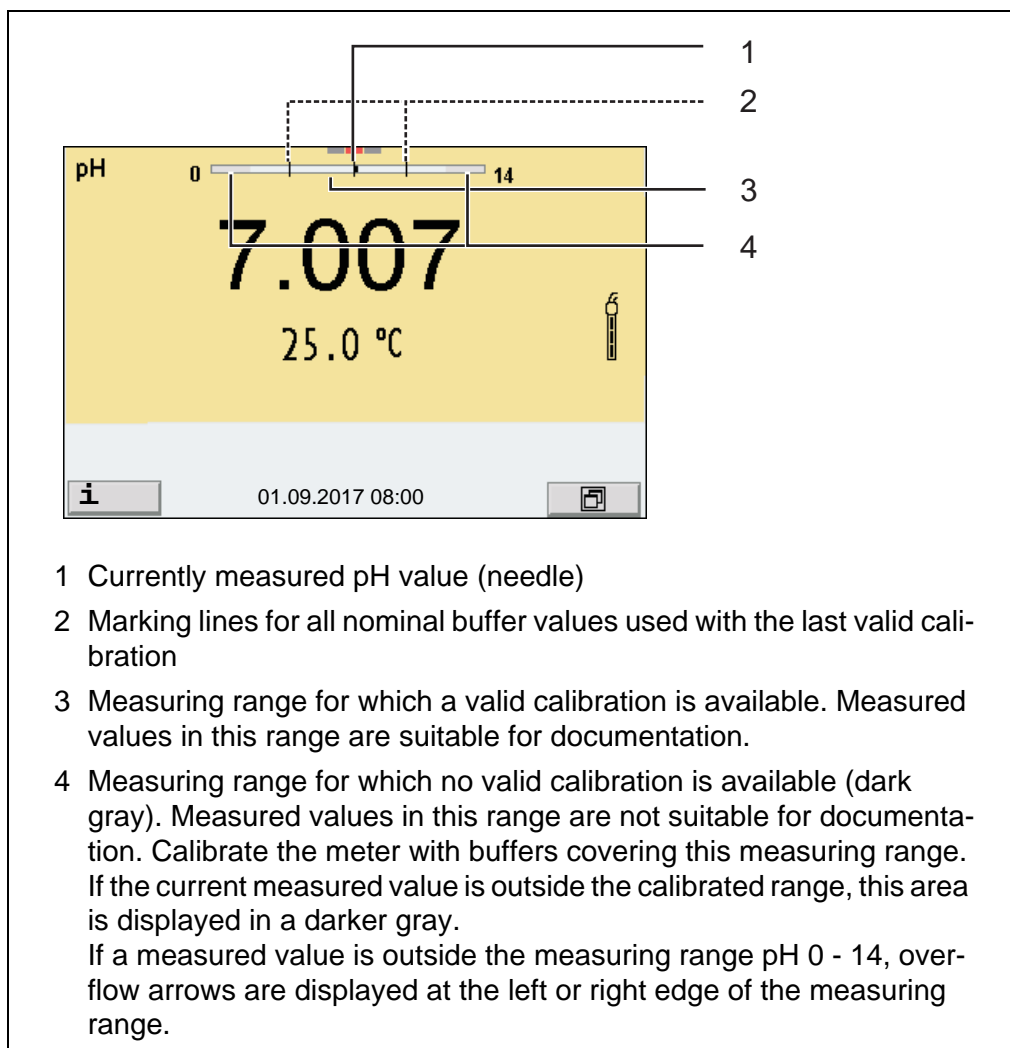 1
2
pH
0
14
3
7.007
4
25.0 °C
i
01.09.2017 08:00
1 Currently measured pH value (needle)
2 Marking lines for all nominal buffer values used with the last valid cali-
bration
3 Measuring range for which a valid calibration is available. Measured
values in this range are suitable for documentation.
4 Measuring range for which no valid calibration is available (dark
gray). Measured values in this range are not suitable for documenta-
tion. Calibrate the meter with buffers covering this measuring range.
If the current measured value is outside the calibrated range, this area
is displayed in a darker gray.
If a measured value is outside the measuring range pH 0 - 14, over-
flow arrows are displayed at the left or right edge of the measuring
range.